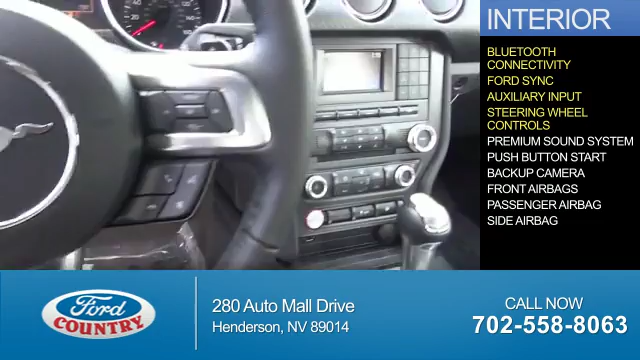 INTERIOR
BLUETOOTH
CONNECTIVITY
FORD SYNC
AUXILIARY INPUT
STEERING WHEEL
CONTROLS
PREMIUM SOUND SYSTEM
PUSH BUTTON START
BACKUP CAMERA
FRONT AIRBAGS
PASSENGER AIRBAG
SIDE AIRBAG
Ford
COUNTRY
280 Auto Mall Drive
Henderson, NV 89014
CALL NOW
702-558-8063